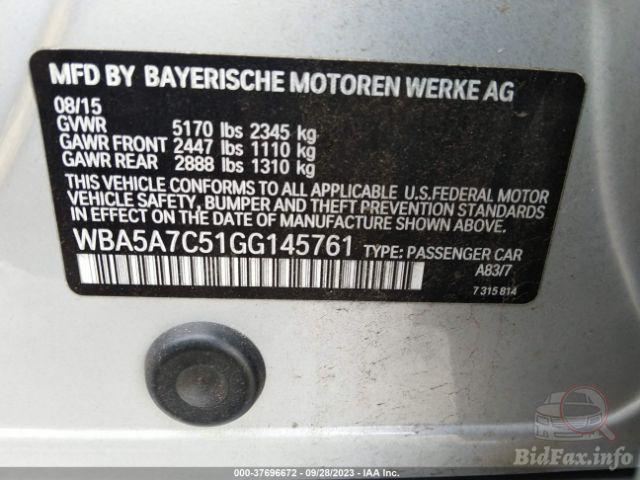 MFD BY BAYERISCHE MOTOREN WERKE AG
08/15
GVWR 5170 lbs 2345 kg
GAWR FRONT 2447 lbs 1110 kg
GAWR REAR 2888 lbs 1310 kg
THIS VEHICLE CONFORMS TO ALL APPLICABLE U.S.FEDERAL MOTOR
VEHICLE SAFETY, BUMPER, AND THEFT PREVENTION STANDARDS
IN EFFECT ON THE DATE OF MANUFACTURE SHOWN ABOVE.
WBA5A7C51GG145761 TYPE: PASSENGER CAR
A83/7
7 315 814
BidFax.info
000-37696672 / 09/28/2023 - IAA Inc.